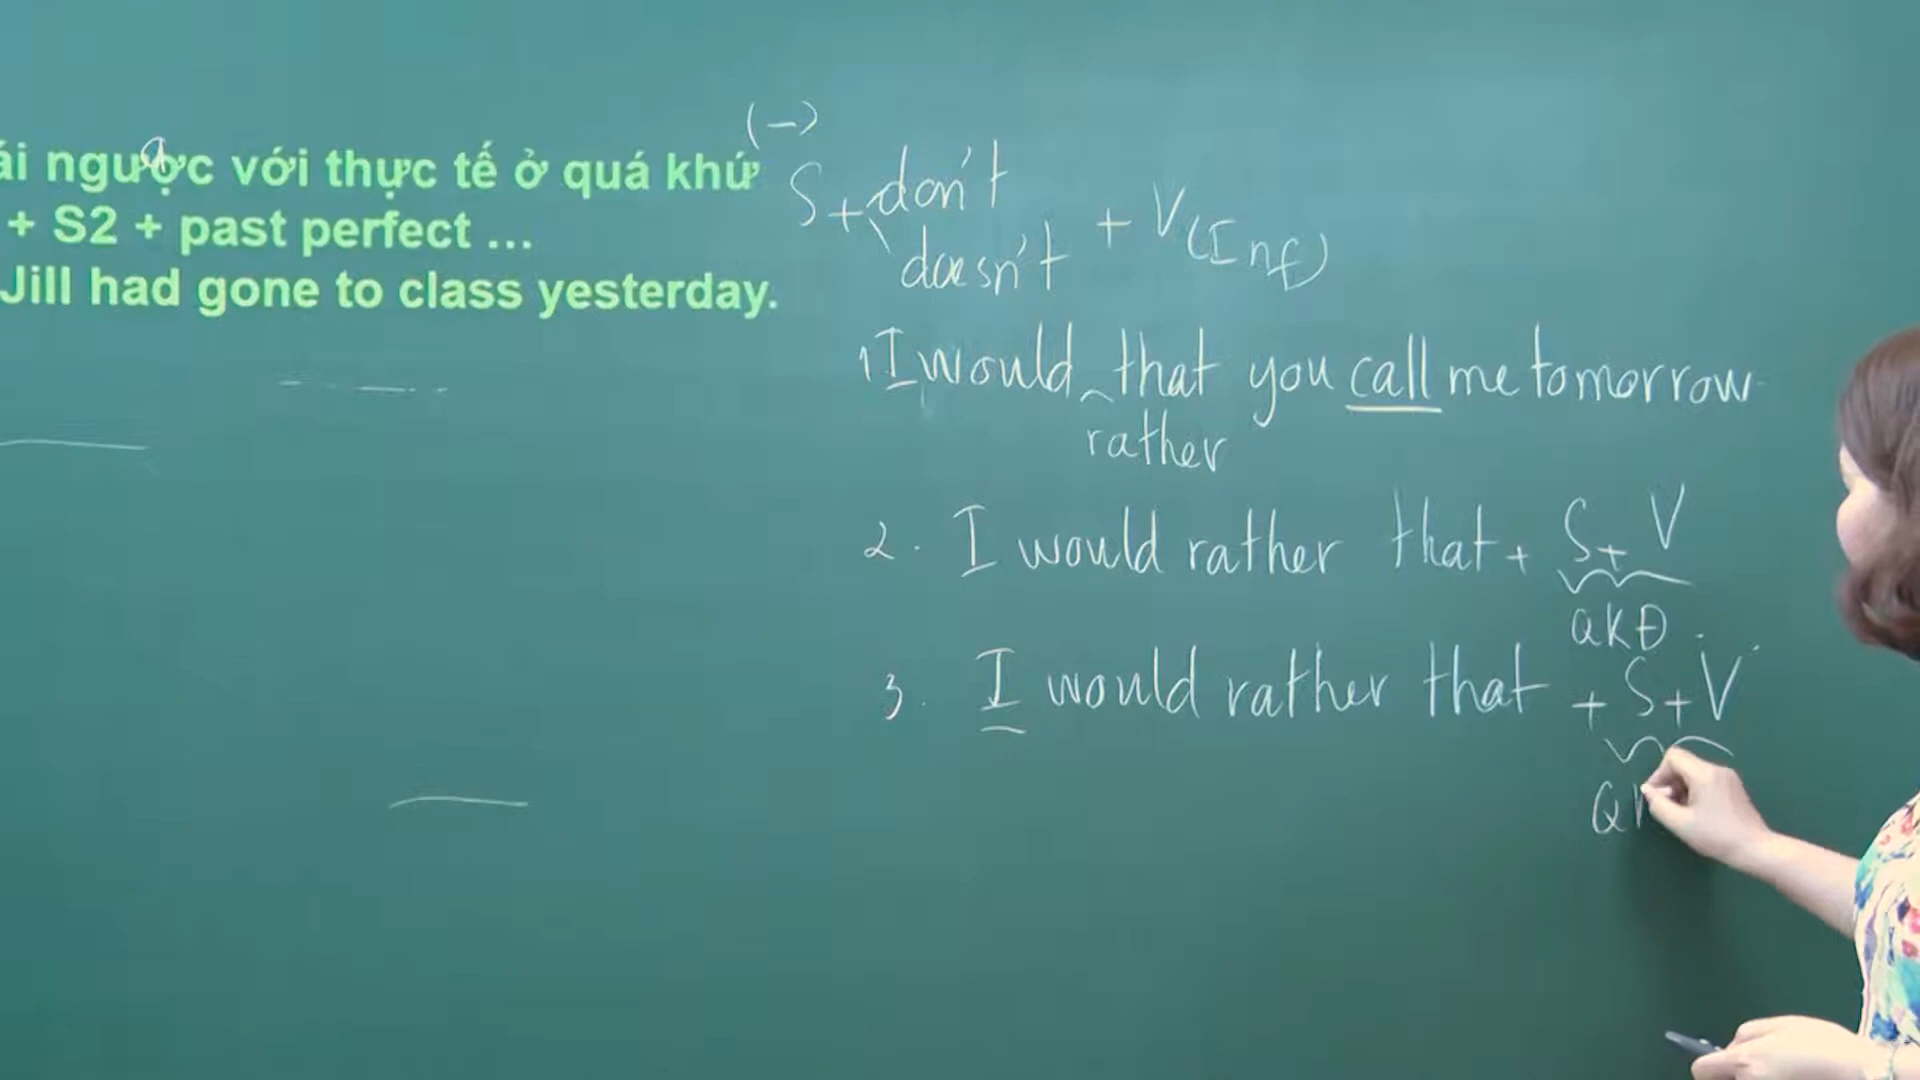 ái ngược với thực tế ở quá khứ
+ S2 + past perfect ...
Jill had gone to class yesterday.
(-)
S + don't
doesn't + V(Inf)
1 I would that you call me tomorrow
rather
2. I would rather that + S + V
QKĐ
3. I would rather that + S + V
QK